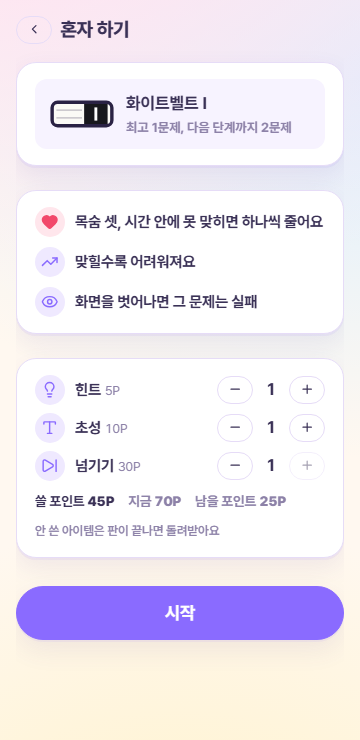 혼자 하기
화이트벨트 I
최고 1문제, 다음 단계까지 2문제
목숨 셋, 시간 안에 못 맞히면 하나씩 줄어요
맞힐수록 어려워져요
화면을 벗어나면 그 문제는 실패
힌트 5P − 1 +
초성 10P − 1 +
넘기기 30P − 1 +
쓸 포인트 45P 지금 70P 남을 포인트 25P
안 쓴 아이템은 판이 끝나면 돌려받아요
시작